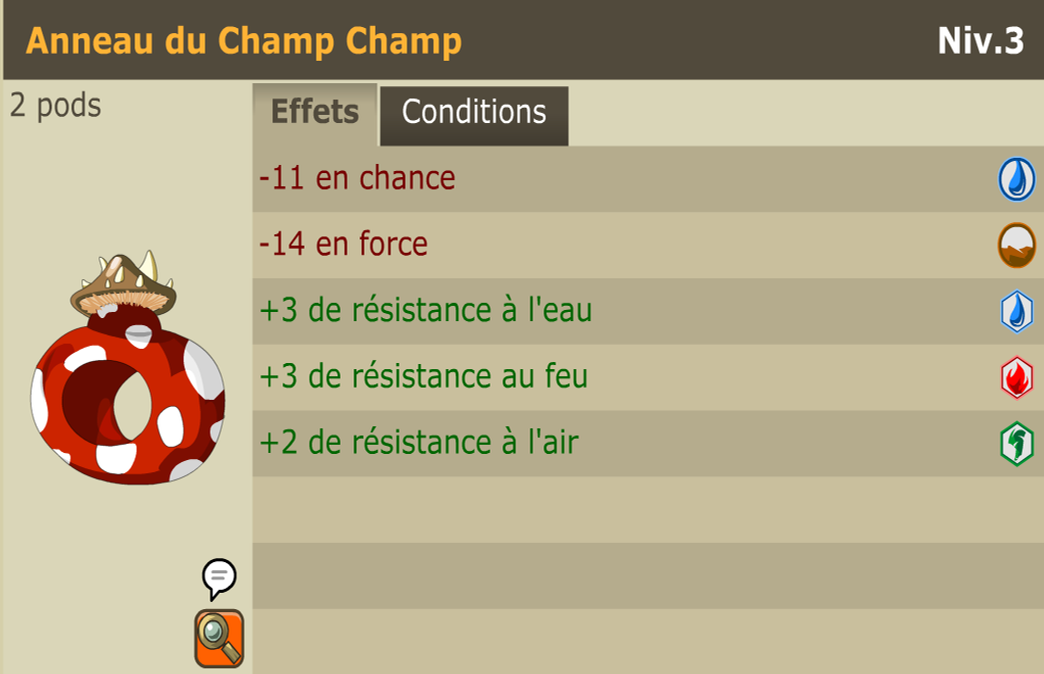 Anneau du Champ Champ
Niv.3
2 pods
Effets
Conditions
-11 en chance
-14 en force
+3 de résistance à l'eau
+3 de résistance au feu
+2 de résistance à l'air